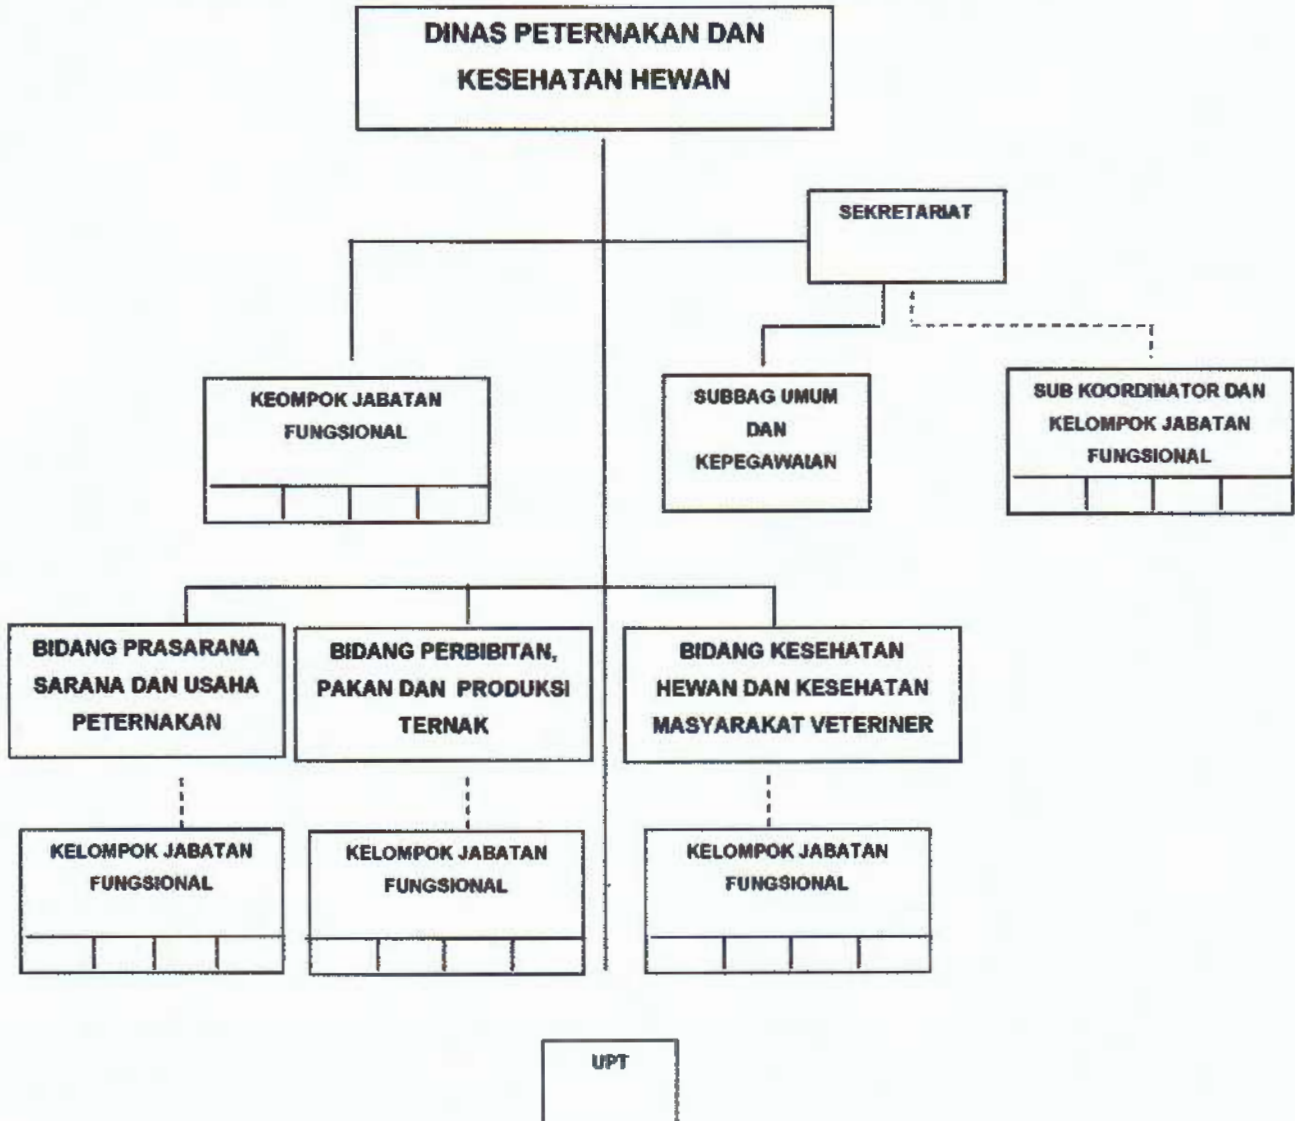 DINAS PETERNAKAN DAN
KESEHATAN HEWAN
SEKRETARIAT
KEOMPOK JABATAN
FUNGSIONAL
SUBBAG UMUM
DAN
KEPEGAWAIAN
SUB KOORDINATOR DAN
KELOMPOK JABATAN
FUNGSIONAL
BIDANG PRASARANA
SARANA DAN USAHA
PETERNAKAN
BIDANG PERBIBITAN,
PAKAN DAN PRODUKSI
TERNAK
BIDANG KESEHATAN
HEWAN DAN KESEHATAN
MASYARAKAT VETERINER
KELOMPOK JABATAN
FUNGSIONAL
KELOMPOK JABATAN
FUNGSIONAL
KELOMPOK JABATAN
FUNGSIONAL
UPT